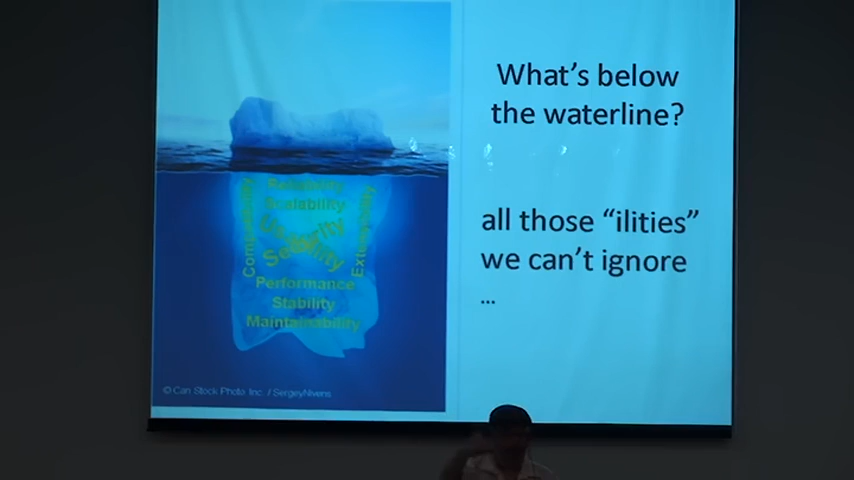 What's below
the waterline?
all those “ilities”
we can't ignore
...
Reliability
Scalability
Usability
Security
Compatibility
Extensibility
Performance
Stability
Maintainability
© Can Stock Photo Inc. / SergeyNivens